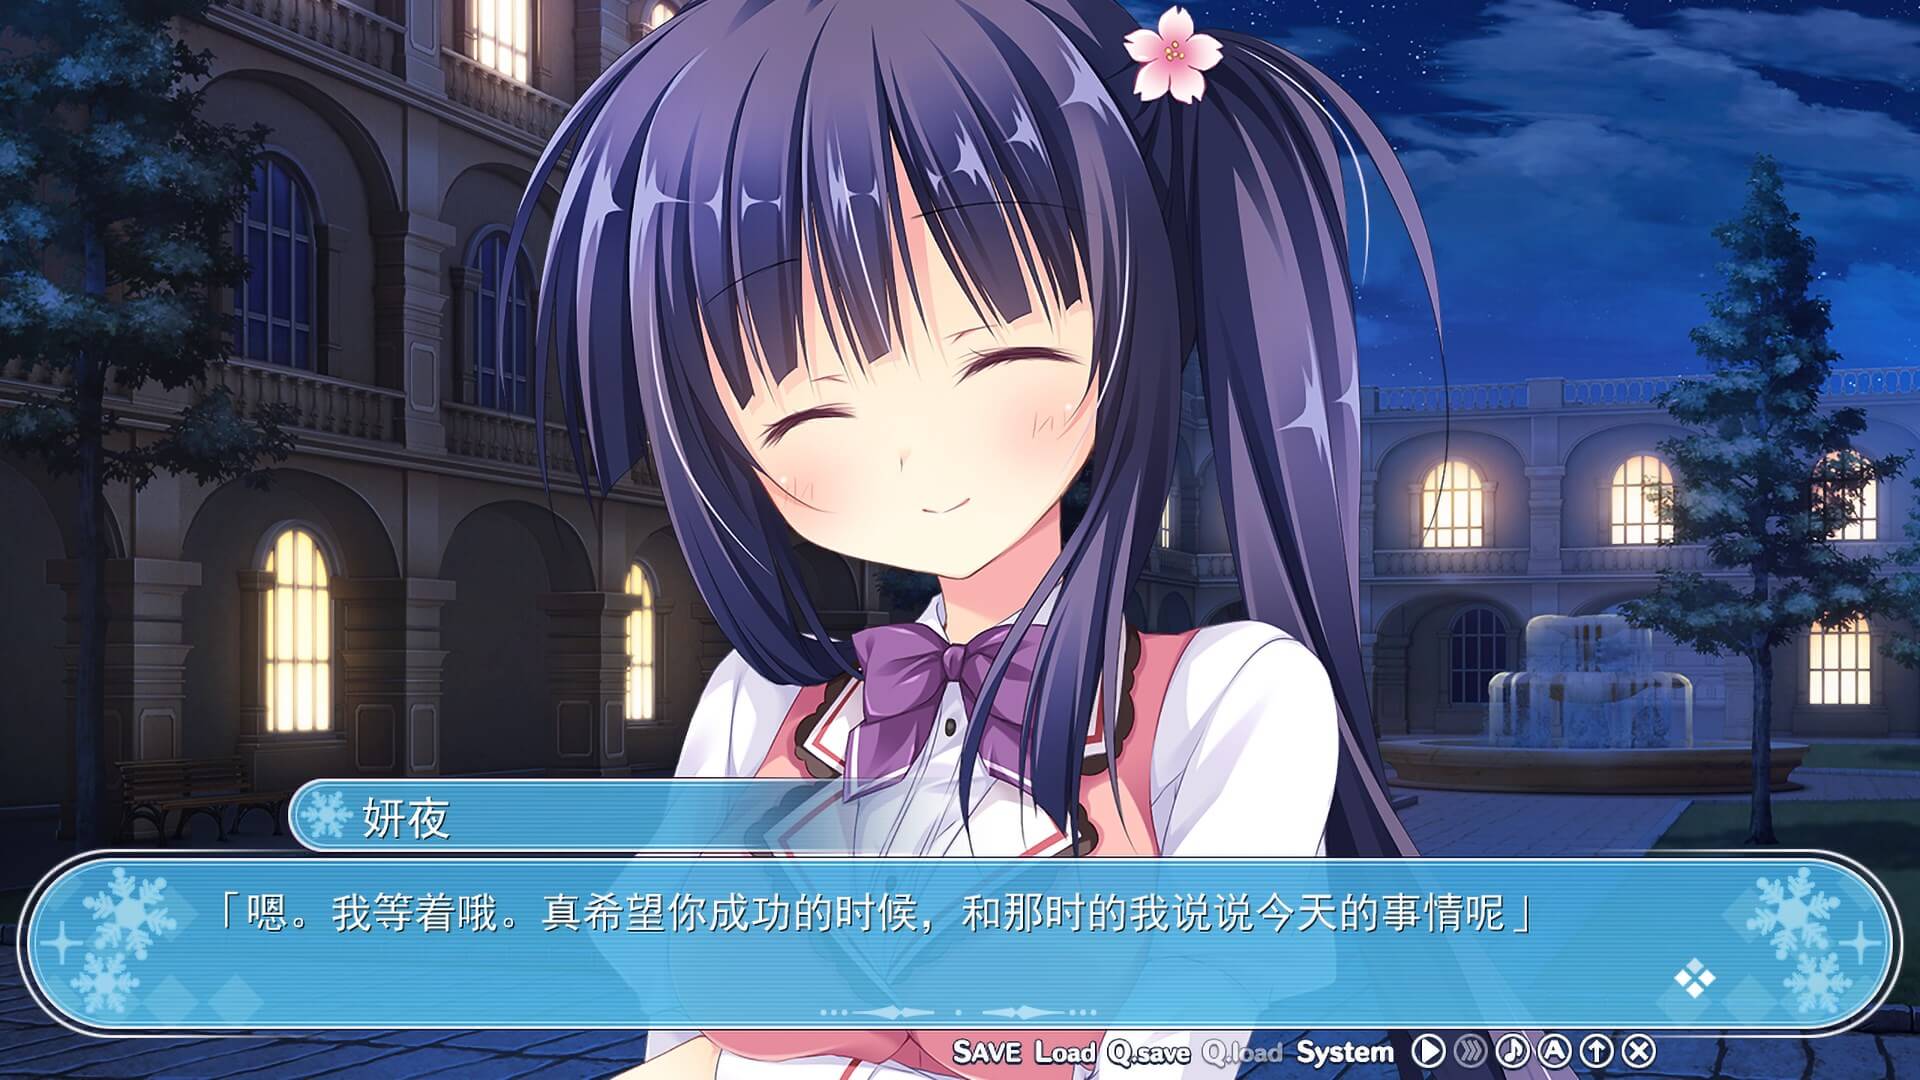 妍夜
「嗯。我等着哦。真希望你成功的时候，和那时的我说说今天的事情呢」
SAVE Load Q.save Q.load System A